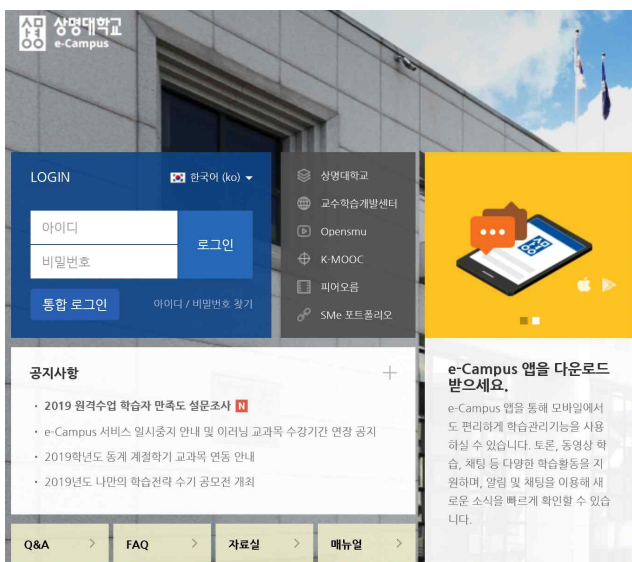 상명대학교
e-Campus
LOGIN
한국어 (ko)
아이디
비밀번호
로그인
통합 로그인
아이디 / 비밀번호 찾기
상명대학교
교수학습개발센터
Opensmu
K-MOOC
피어오름
SMe 포트폴리오
공지사항
· 2019 원격수업 학습자 만족도 설문조사 N
· e-Campus 서비스 일시중지 안내 및 이러닝 교과목 수강기간 연장 공지
· 2019학년도 동계 계절학기 교과목 연동 안내
· 2019년도 나만의 학습전략 수기 공모전 개최
e-Campus 앱을 다운로드
받으세요.
e-Campus 앱을 통해 모바일에서
도 편리하게 학습관리기능을 사용
하실 수 있습니다. 토론, 동영상 학
습, 채팅 등 다양한 학습활동을 지
원하며, 알림 및 채팅을 이용해 새
로운 소식을 빠르게 확인할 수 있습
니다.
Q&A
FAQ
자료실
매뉴얼